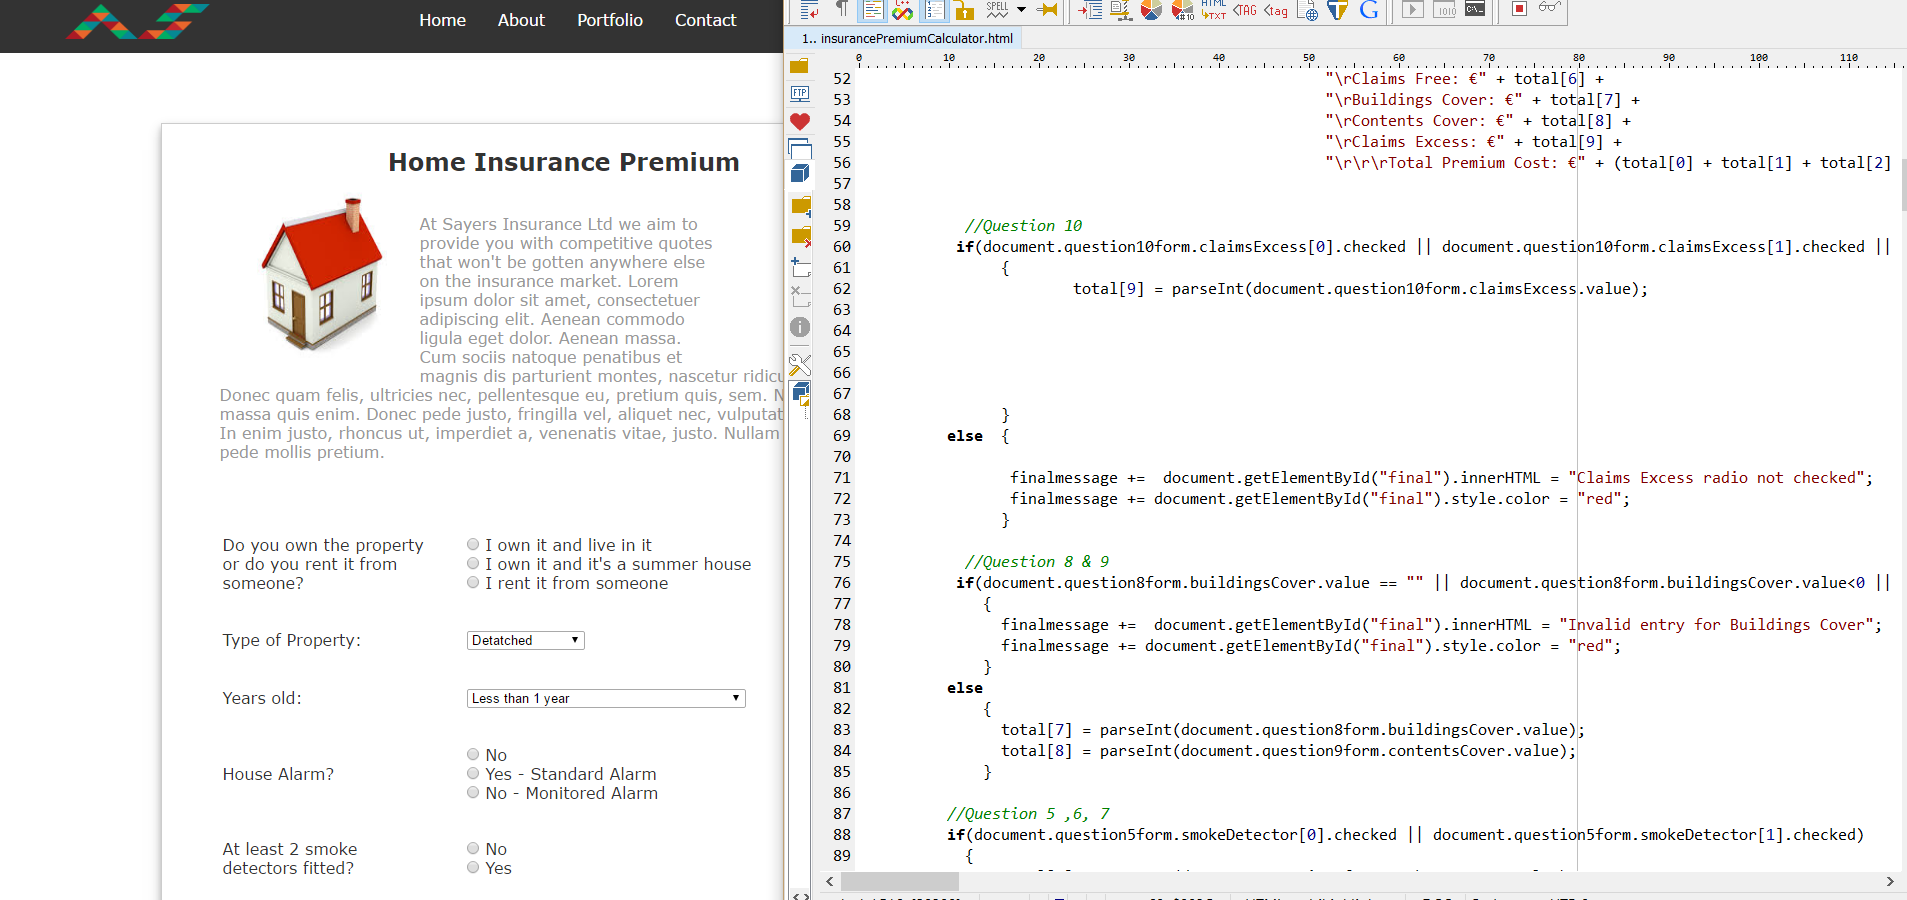 Home About Portfolio Contact
Home Insurance Premium
At Sayers Insurance Ltd we aim to
provide you with competitive quotes
that won't be gotten anywhere else
on the insurance market. Lorem
ipsum dolor sit amet, consectetuer
adipiscing elit. Aenean commodo
ligula eget dolor. Aenean massa.
Cum sociis natoque penatibus et
magnis dis parturient montes, nascetur ridicu
Donec quam felis, ultricies nec, pellentesque eu, pretium quis, sem. N
massa quis enim. Donec pede justo, fringilla vel, aliquet nec, vulputat
In enim justo, rhoncus ut, imperdiet a, venenatis vitae, justo. Nullam
pede mollis pretium.
Do you own the property
or do you rent it from
someone?
I own it and live in it
I own it and it's a summer house
I rent it from someone
Type of Property:
Detatched
Years old:
Less than 1 year
House Alarm?
No
Yes - Standard Alarm
No - Monitored Alarm
At least 2 smoke
detectors fitted?
No
Yes
SPELL HTML TXT #10 <TAG <tag G 1010 C:\_
1.. insurancePremiumCalculator.html
0 10 20 30 40 50 60 70 80 90 100 110
FTP
52 "\rClaims Free: €" + total[6] +
53 "\rBuildings Cover: €" + total[7] +
54 "\rContents Cover: €" + total[8] +
55 "\rClaims Excess: €" + total[9] +
56 "\r\r\rTotal Premium Cost: €" + (total[0] + total[1] + total[2]
57
58
59 //Question 10
60 if(document.question10form.claimsExcess[0].checked || document.question10form.claimsExcess[1].checked ||
61 {
62 total[9] = parseInt(document.question10form.claimsExcess.value);
63
64
65
66
67
68 }
69 else {
70
71 finalmessage += document.getElementById("final").innerHTML = "Claims Excess radio not checked";
72 finalmessage += document.getElementById("final").style.color = "red";
73 }
74
75 //Question 8 & 9
76 if(document.question8form.buildingsCover.value == "" || document.question8form.buildingsCover.value<0 ||
77 {
78 finalmessage += document.getElementById("final").innerHTML = "Invalid entry for Buildings Cover";
79 finalmessage += document.getElementById("final").style.color = "red";
80 }
81 else
82 {
83 total[7] = parseInt(document.question8form.buildingsCover.value);
84 total[8] = parseInt(document.question9form.contentsCover.value);
85 }
86
87 //Question 5 ,6, 7
88 if(document.question5form.smokeDetector[0].checked || document.question5form.smokeDetector[1].checked)
89 {